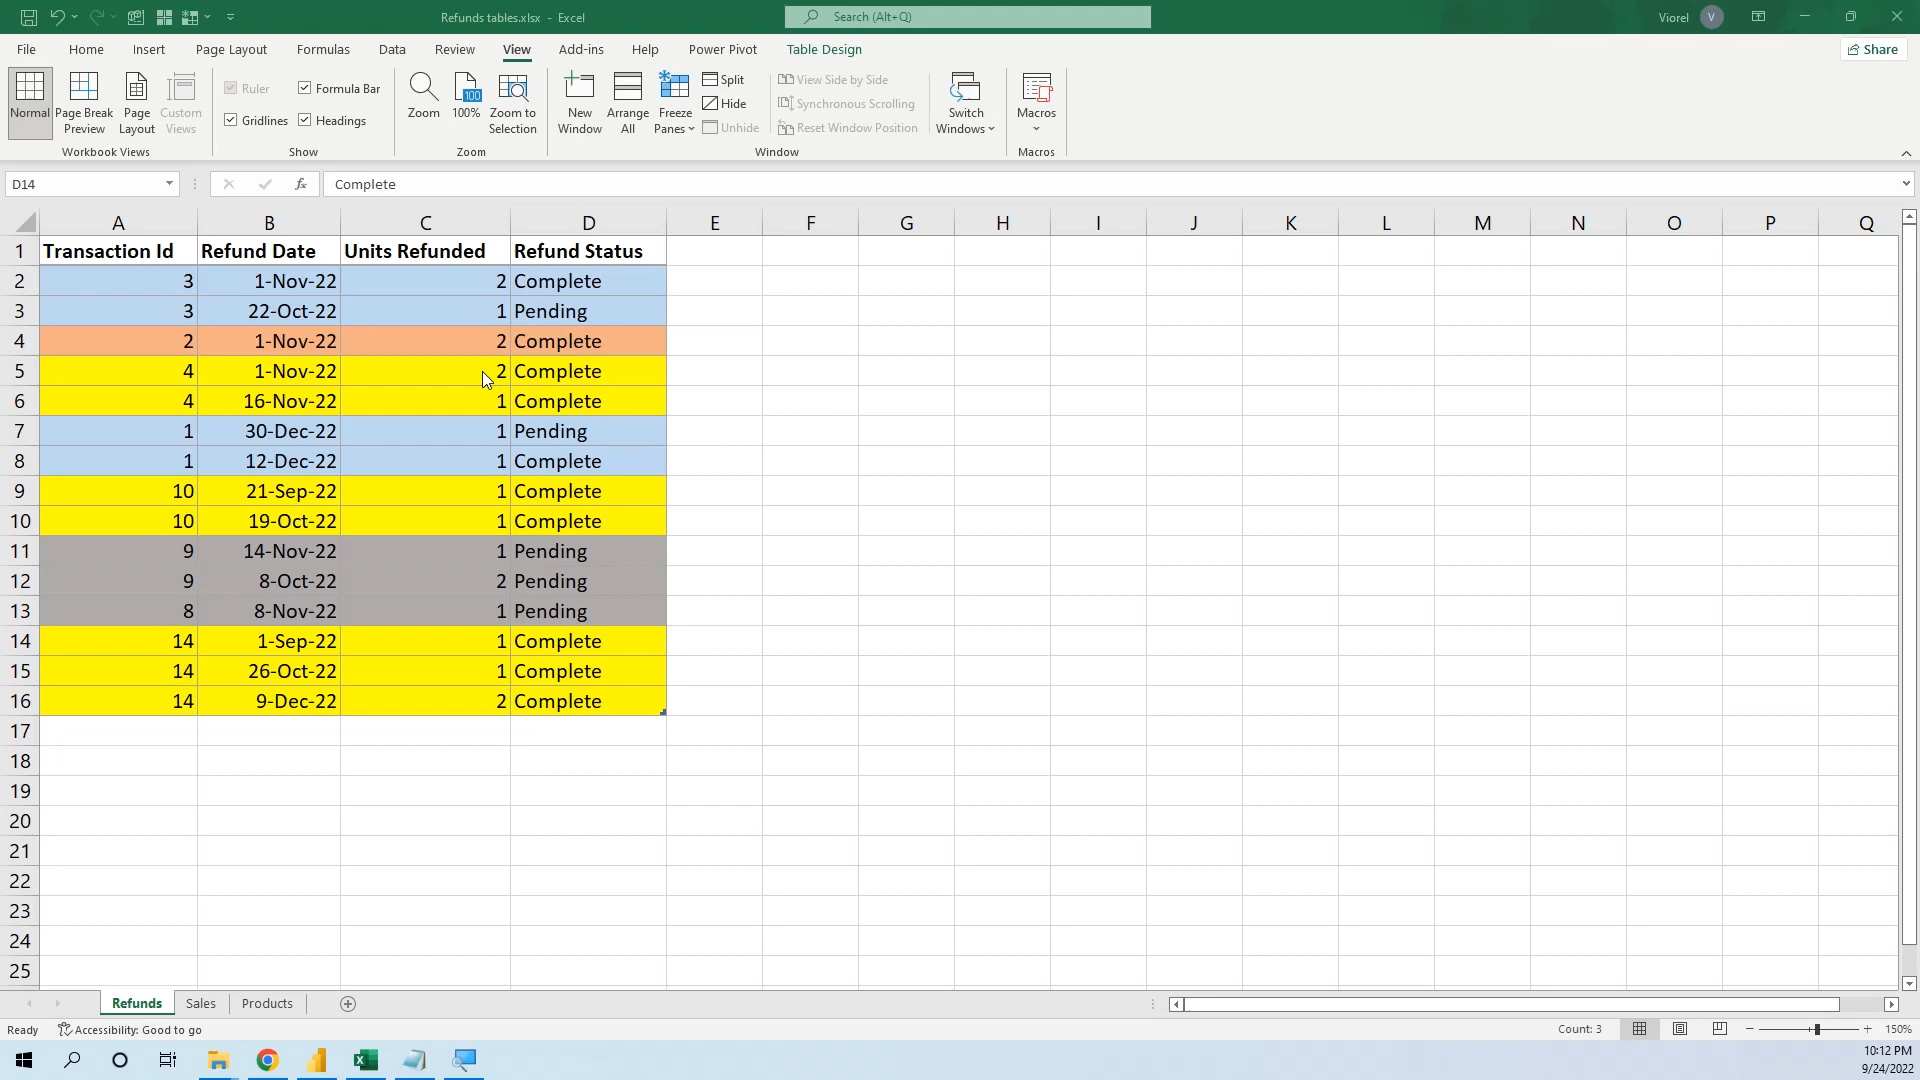 Refunds tables.xlsx - Excel
Search (Alt+Q)
Viorel V
File Home Insert Page Layout Formulas Data Review View Add-ins Help Power Pivot Table Design Share
Normal Page Break Preview Page Layout Custom Views
Workbook Views
Ruler Formula Bar
Gridlines Headings
Show
Zoom 100 100% Zoom to Selection
Zoom
New Window Arrange All Freeze Panes
Split
Hide
Unhide
View Side by Side
Synchronous Scrolling
Reset Window Position
Switch Windows
Window
Macros
Macros
D14 fx Complete
A B C D E F G H I J K L M N O P Q
1 Transaction Id Refund Date Units Refunded Refund Status
2 3 1-Nov-22 2 Complete
3 3 22-Oct-22 1 Pending
4 2 1-Nov-22 2 Complete
5 4 1-Nov-22 2 Complete
6 4 16-Nov-22 1 Complete
7 1 30-Dec-22 1 Pending
8 1 12-Dec-22 1 Complete
9 10 21-Sep-22 1 Complete
10 10 19-Oct-22 1 Complete
11 9 14-Nov-22 1 Pending
12 9 8-Oct-22 2 Pending
13 8 8-Nov-22 1 Pending
14 14 1-Sep-22 1 Complete
15 14 26-Oct-22 1 Complete
16 14 9-Dec-22 2 Complete
17
18
19
20
21
22
23
24
25
Refunds Sales Products
Ready Accessibility: Good to go Count: 3 150%
10:12 PM
9/24/2022